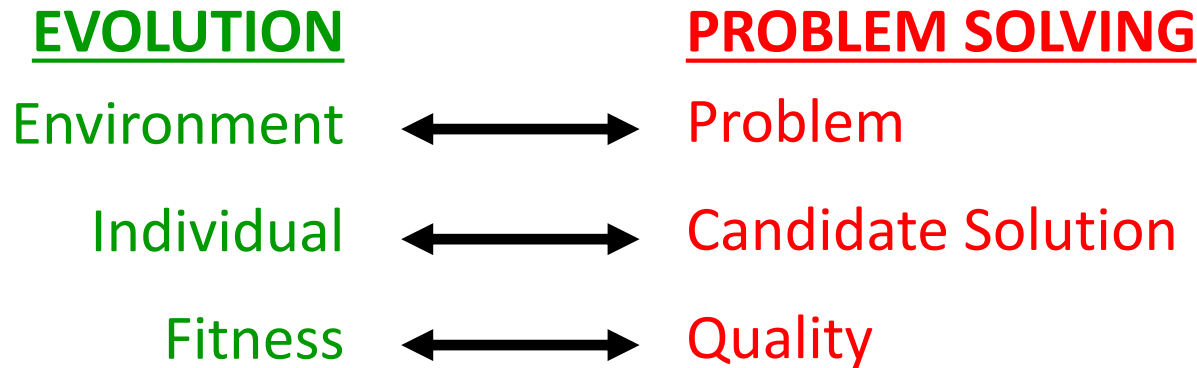 EVOLUTION PROBLEM SOLVING
Environment Problem
Individual Candidate Solution
Fitness Quality